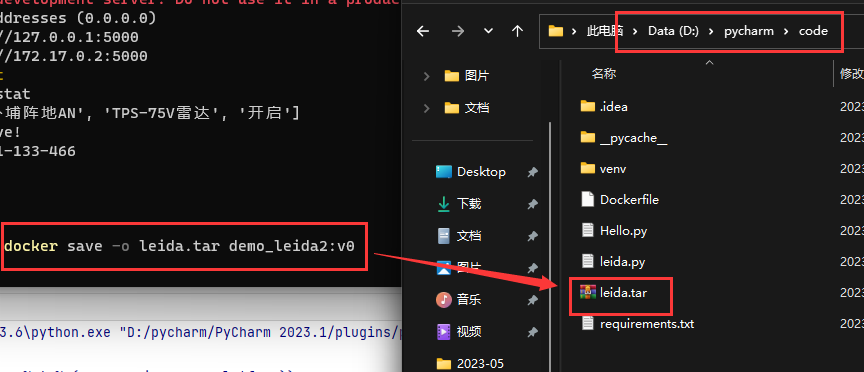 development server. Do not use it in a produc
addresses (0.0.0.0)
//127.0.0.1:5000
//172.17.0.2:5000
stat
埔阵地AN', 'TPS-75V雷达', '开启']
ve!
1-133-466
docker save -o leida.tar demo_leida2:v0
3.6\python.exe "D:/pycharm/PyCharm 2023.1/plugins/p
此电脑 > Data (D:) > pycharm > code
图片
文档
Desktop
下载
文档
图片
音乐
视频
2023-05
名称
修改
.idea
2023
__pycache__
2023
venv
2023
Dockerfile
2023
Hello.py
2023
leida.py
2023
leida.tar
2023
requirements.txt
2023